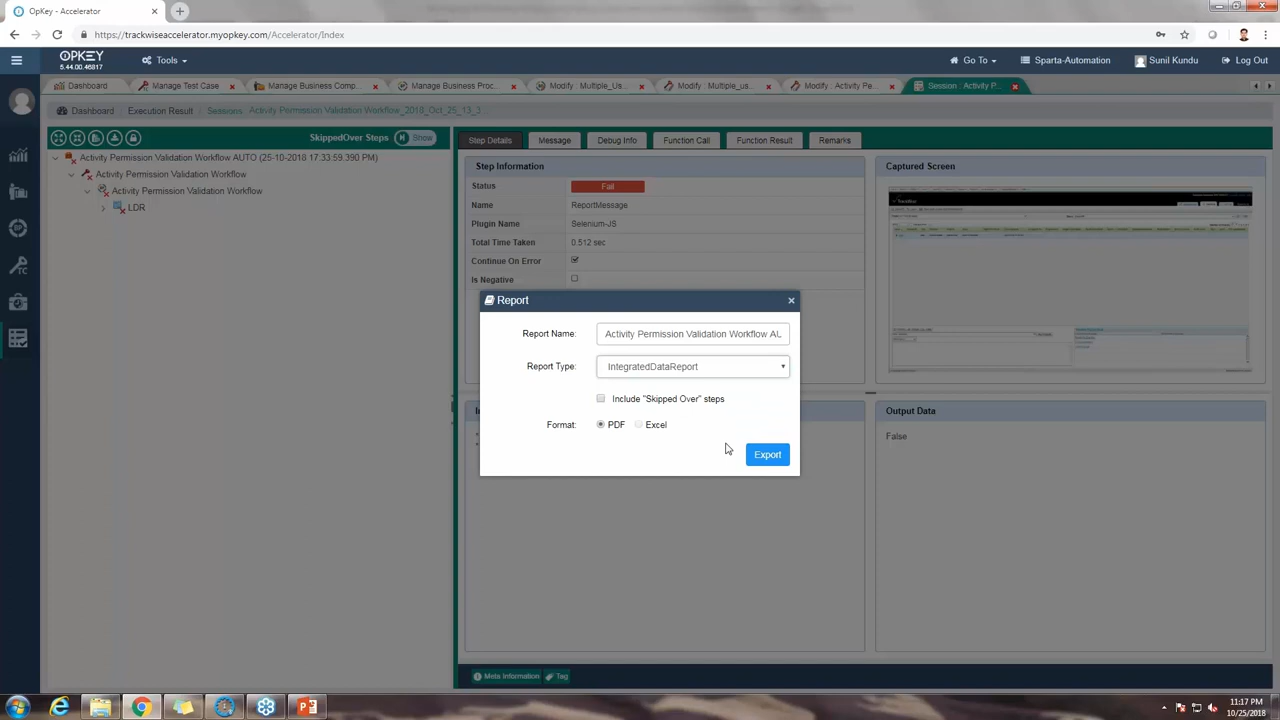 OpKey - Accelerator
https://trackwiseaccelerator.myopkey.com/Accelerator/Index
OPKEY
5.44.00.46817
Tools
Go To
Sparta-Automation
Sunil Kundu
Log Out
Dashboard
Manage Test Case
Manage Business Comp...
Manage Business Proc...
Modify : Multiple_Us...
Modify : Multiple_us...
Modify : Activity Pe...
Session : Activity P...
Dashboard
Execution Result
Sessions
Activity Permission Validation Workflow_2018_Oct_25_13_3
SkippedOver Steps
Show
Activity Permission Validation Workflow AUTO (25-10-2018 17:33:59.390 PM)
Activity Permission Validation Workflow
Activity Permission Validation Workflow
LDR
Step Details
Message
Debug Info
Function Call
Function Result
Remarks
Step Information
Status
Fail
Name
ReportMessage
Plugin Name
Selenium-JS
Total Time Taken
0.512 sec
Continue On Error
Is Negative
Captured Screen
Report
Report Name:
Activity Permission Validation Workflow AU
Report Type:
IntegratedDataReport
Include "Skipped Over" steps
Format:
PDF
Excel
Export
Output Data
False
Meta Information
Tag
11:17 PM
10/25/2018